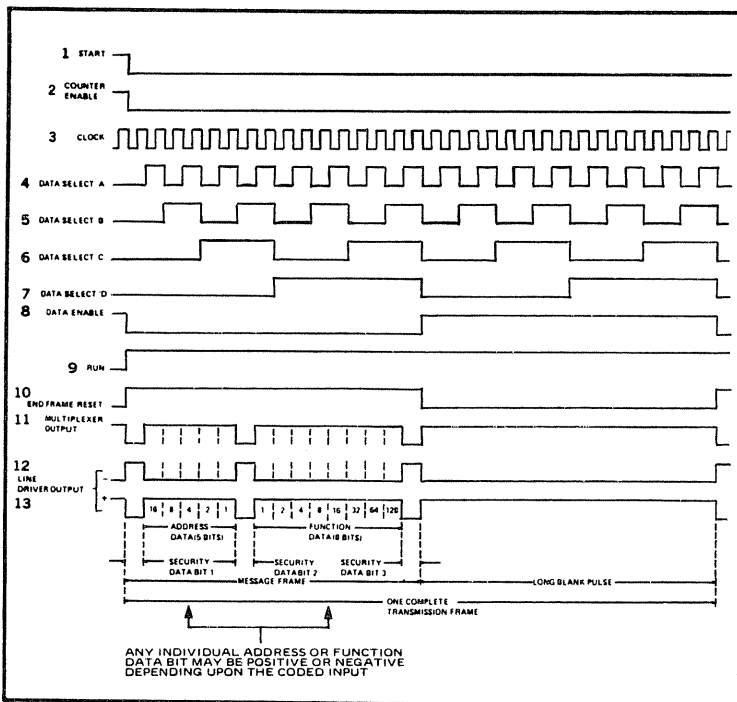 1 START
2 COUNTER
ENABLE
3 CLOCK
4 DATA SELECT A
5 DATA SELECT B
6 DATA SELECT C
7 DATA SELECT 'D
8 DATA ENABLE
9 RUN
10
END FRAME RESET
11 MULTIPLEXER
OUTPUT
12
LINE
DRIVER OUTPUT
13
- +
16 8 4 2 1 1 2 4 8 16 32 64 128
ADDRESS FUNCTION
DATA (5 BITS) DATA (8 BITS)
SECURITY SECURITY SECURITY
DATA BIT 1 DATA BIT 2 DATA BIT 3
MESSAGE FRAME LONG BLANK PULSE
ONE COMPLETE
TRANSMISSION FRAME
ANY INDIVIDUAL ADDRESS OR FUNCTION
DATA BIT MAY BE POSITIVE OR NEGATIVE
DEPENDING UPON THE CODED INPUT